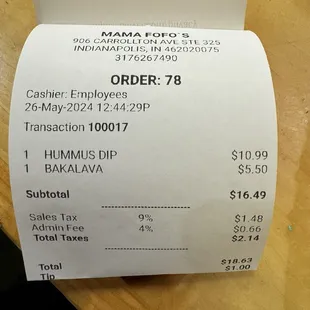 MAMA FOFO`S
906 CARROLLTON AVE STE 325
INDIANAPOLIS, IN 462020075
3176267490
ORDER: 78
Cashier: Employees
26-May-2024 12:44:29P
Transaction 100017
1 HUMMUS DIP $10.99
1 BAKALAVA $5.50
Subtotal $16.49
Sales Tax 9% $1.48
Admin Fee 4% $0.66
Total Taxes $2.14
Total $18.63
Tip $1.00